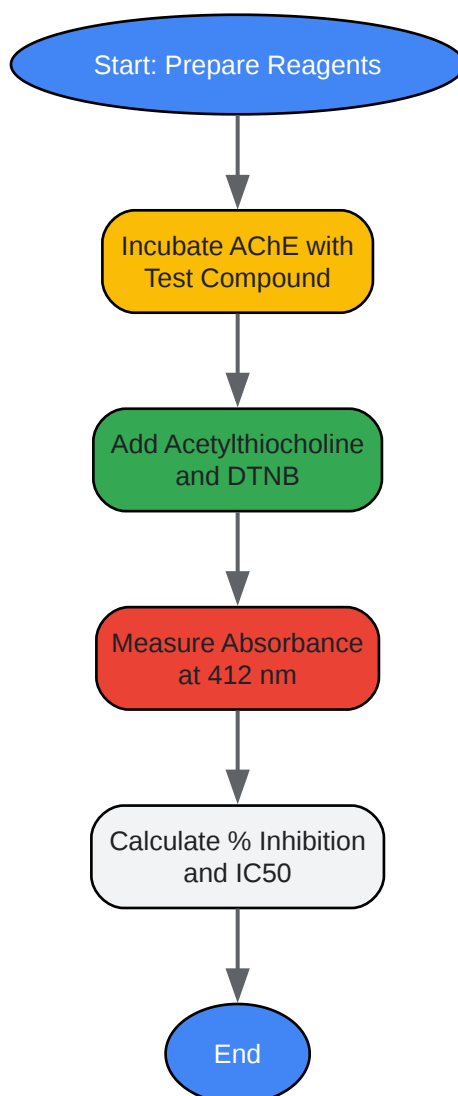 Start: Prepare Reagents
Incubate AChE with
Test Compound
Add Acetylthiocholine
and DTNB
Measure Absorbance
at 412 nm
Calculate % Inhibition
and IC50
End